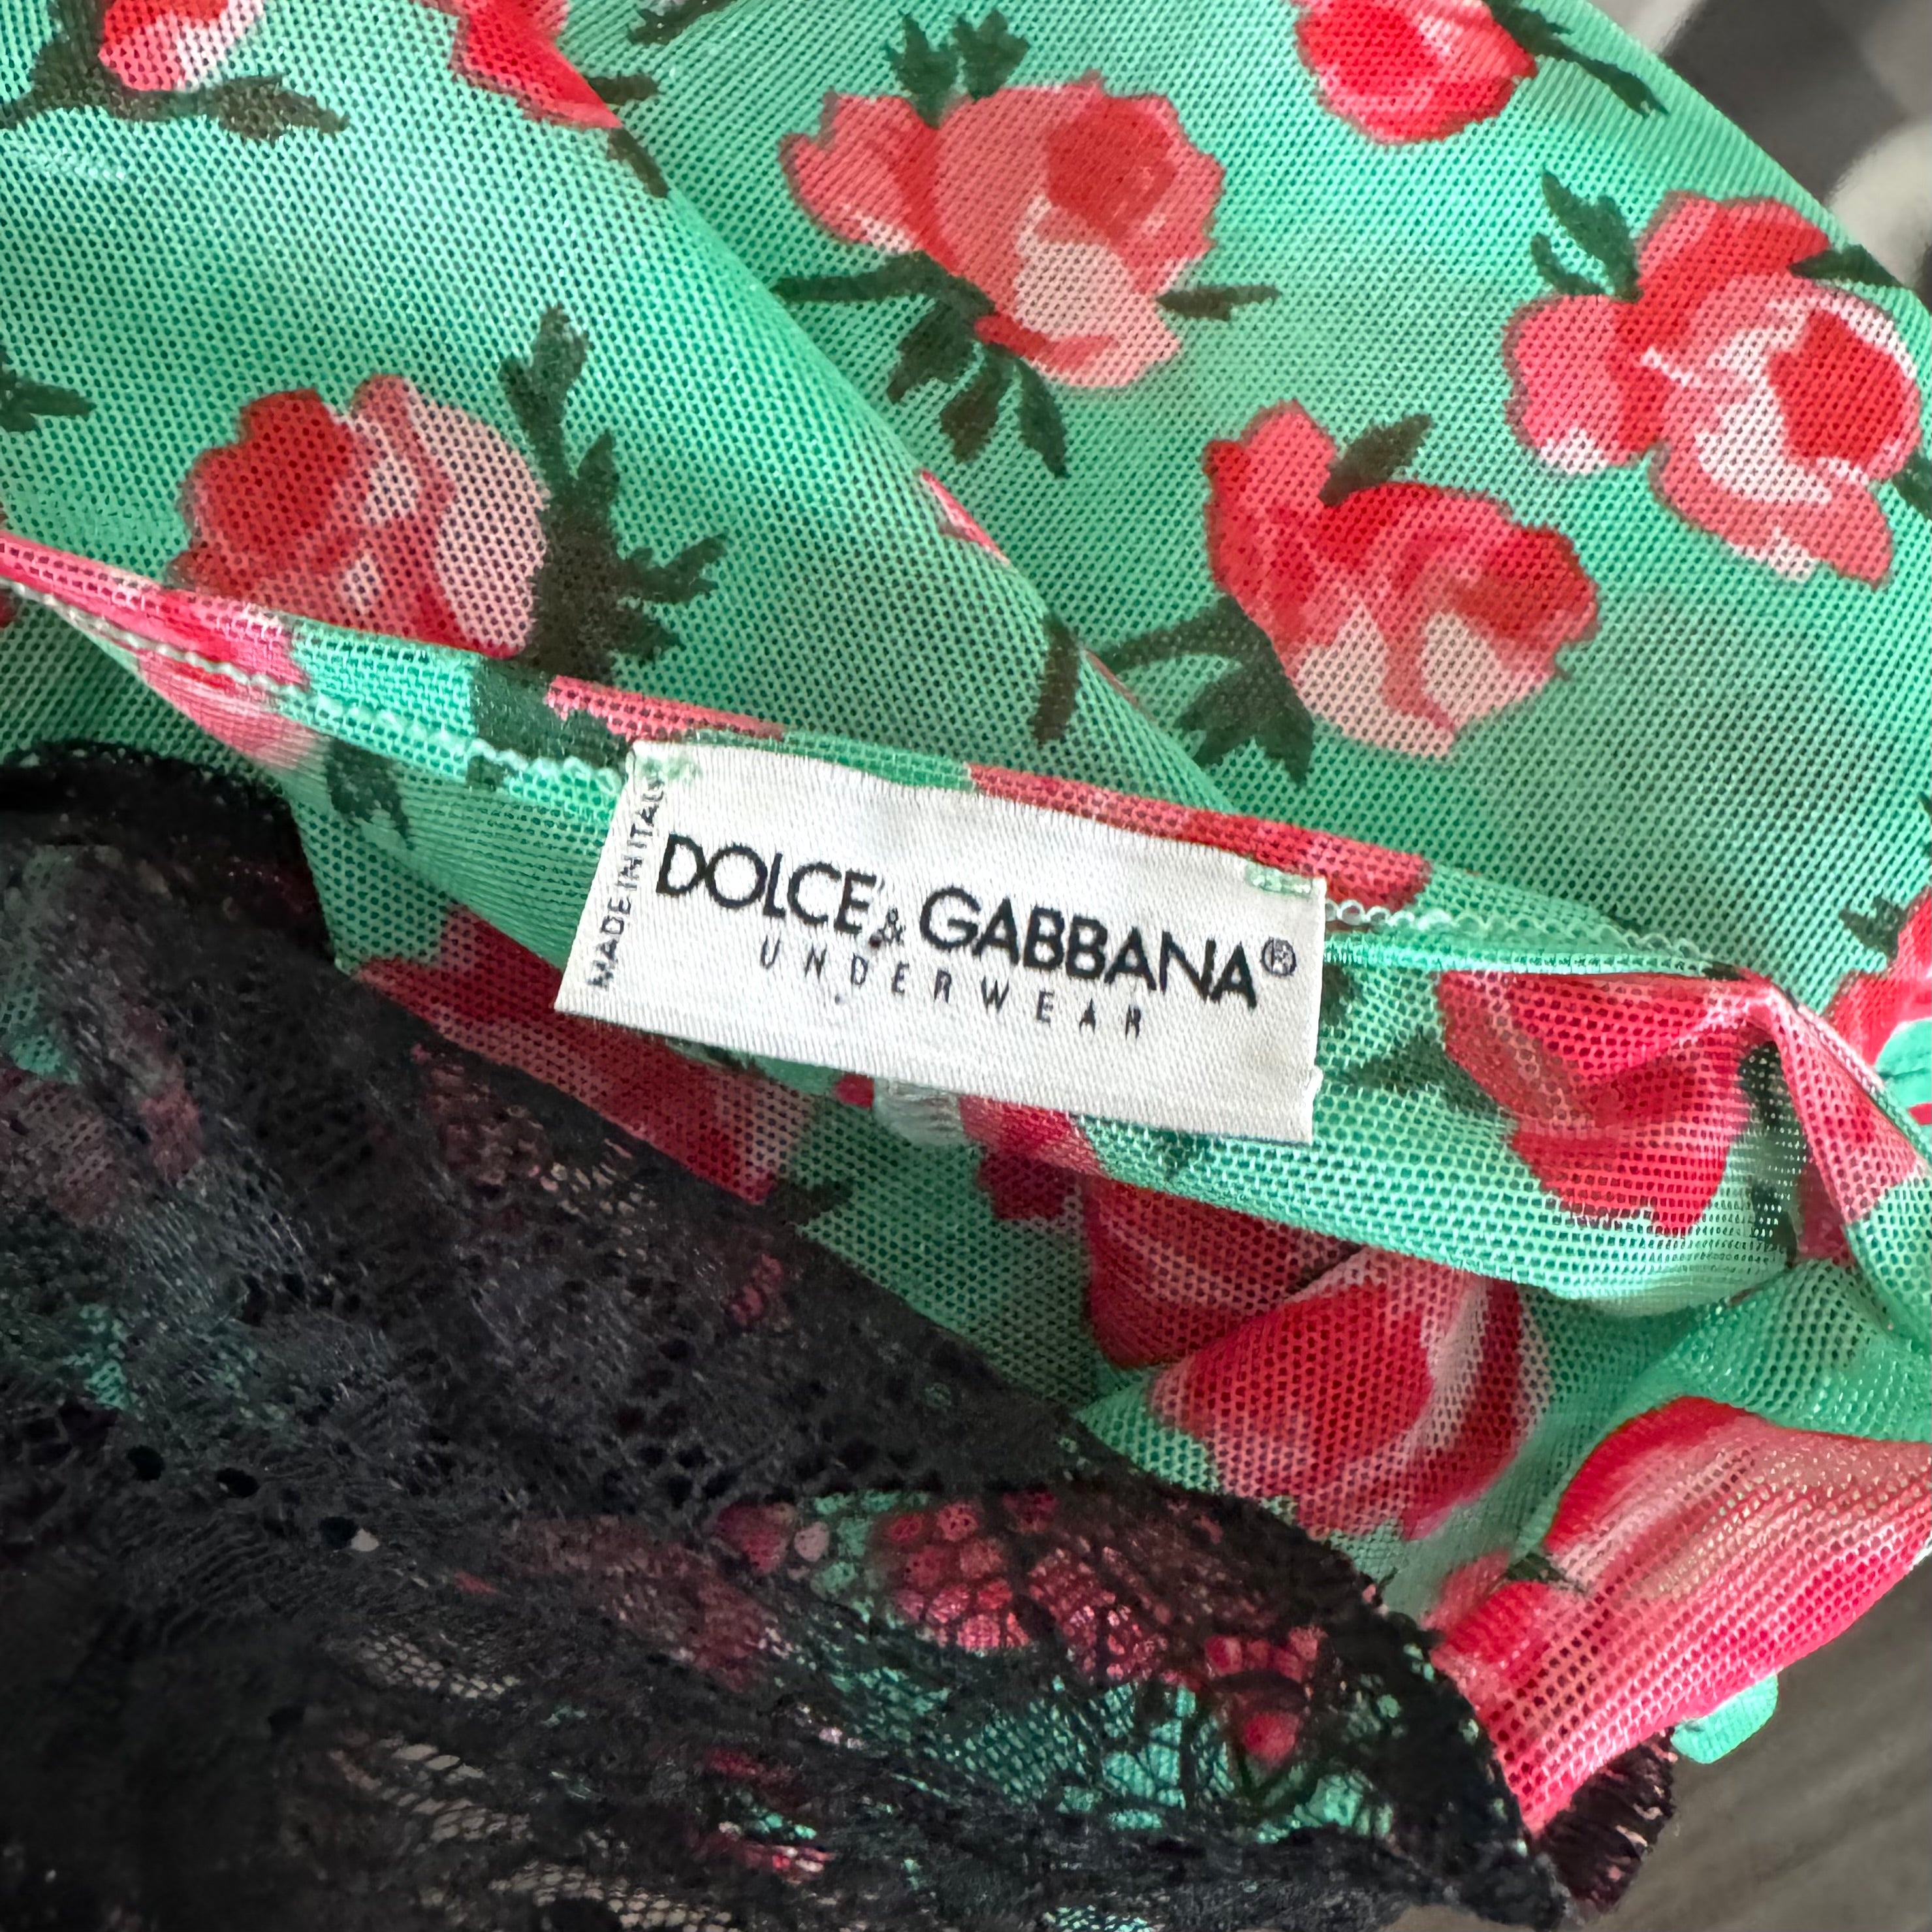 MADE IN ITALY
DOLCE & GABBANA®
UNDERWEAR